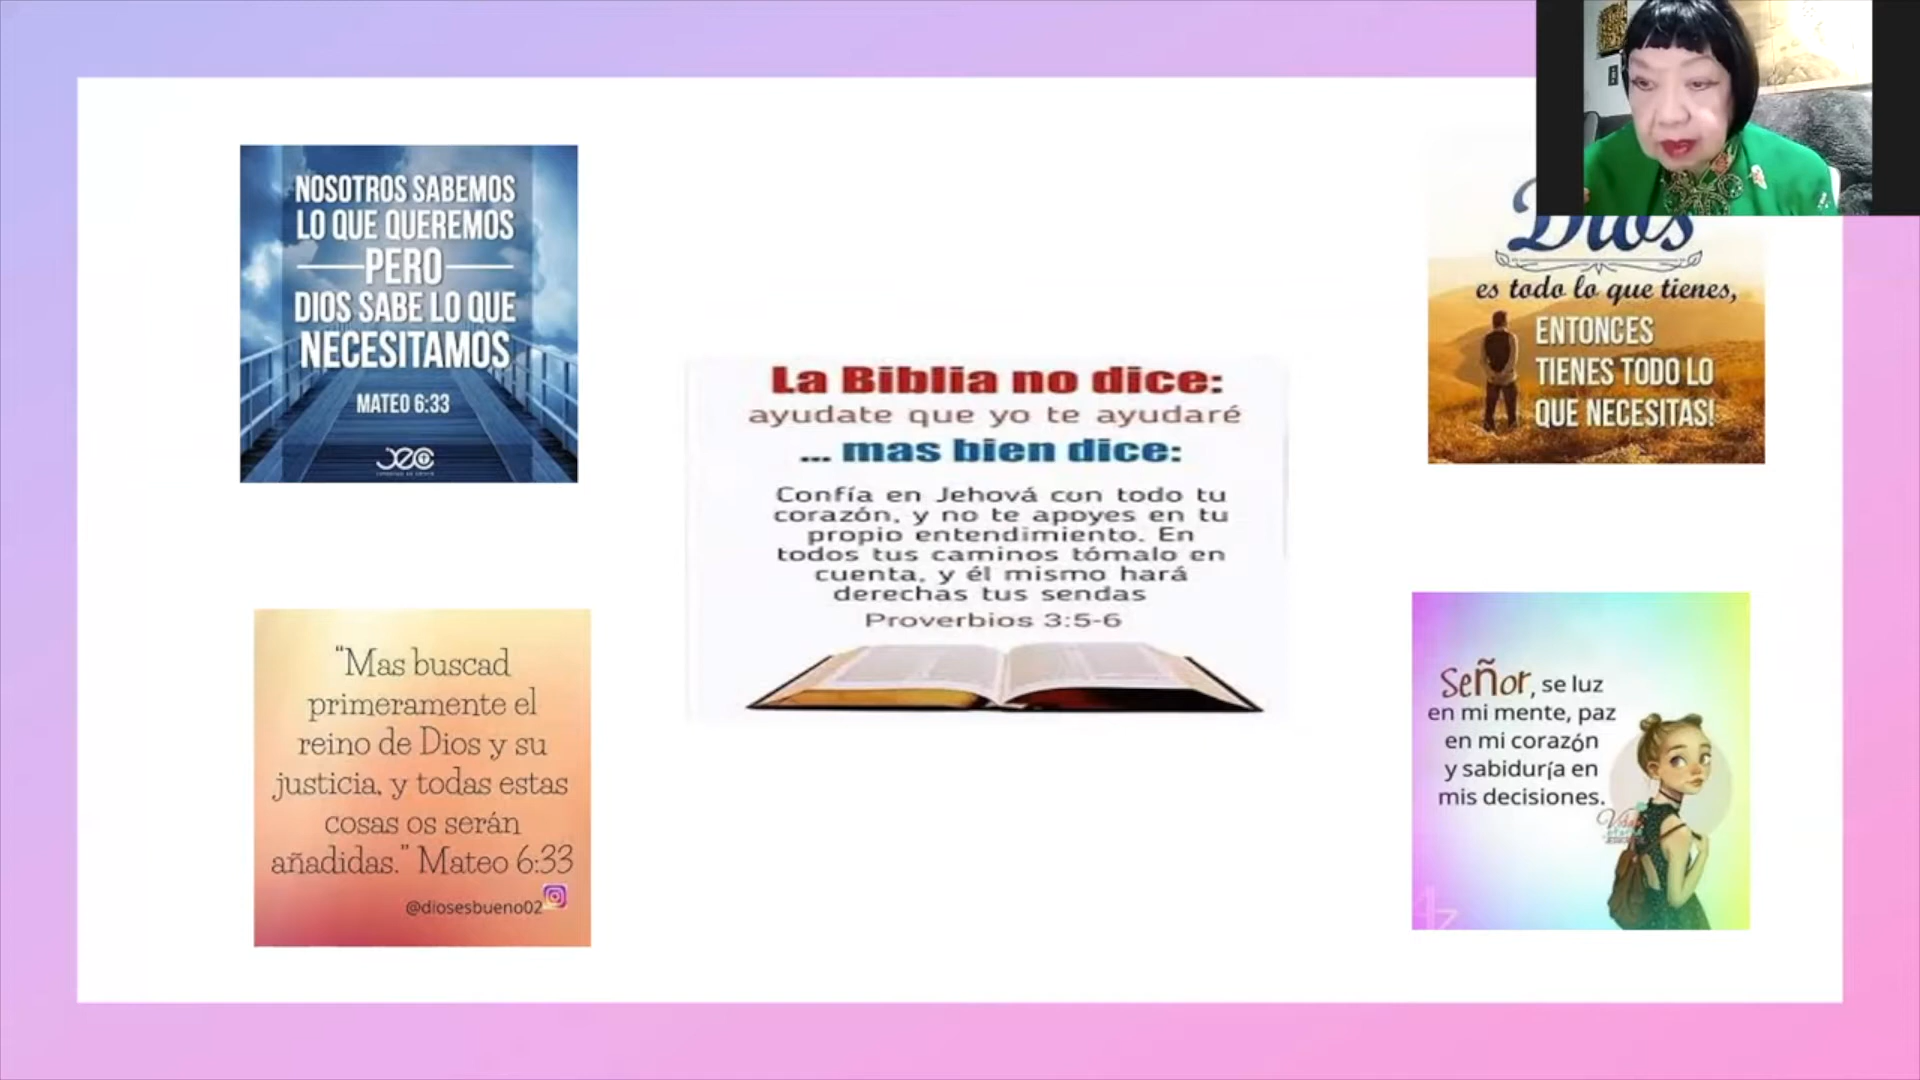 NOSOTROS SABEMOS
LO QUE QUEREMOS
PERO
DIOS SABE LO QUE
NECESITAMOS
MATEO 6:33
"Mas buscad
primeramente el
reino de Dios y su
justicia, y todas estas
cosas os serán
añadidas." Mateo 6:33
@diosesbueno02
La Biblia no dice:
ayudate que yo te ayudaré
... mas bien dice:
Confía en Jehová con todo tu
corazón, y no te apoyes en tu
propio entendimiento. En
todos tus caminos tómalo en
cuenta, y él mismo hará
derechas tus sendas
Proverbios 3:5-6
Dios
es todo lo que tienes,
ENTONCES
TIENES TODO LO
QUE NECESITAS!
Señor, se luz
en mi mente, paz
en mi corazón
y sabiduría en
mis decisiones.